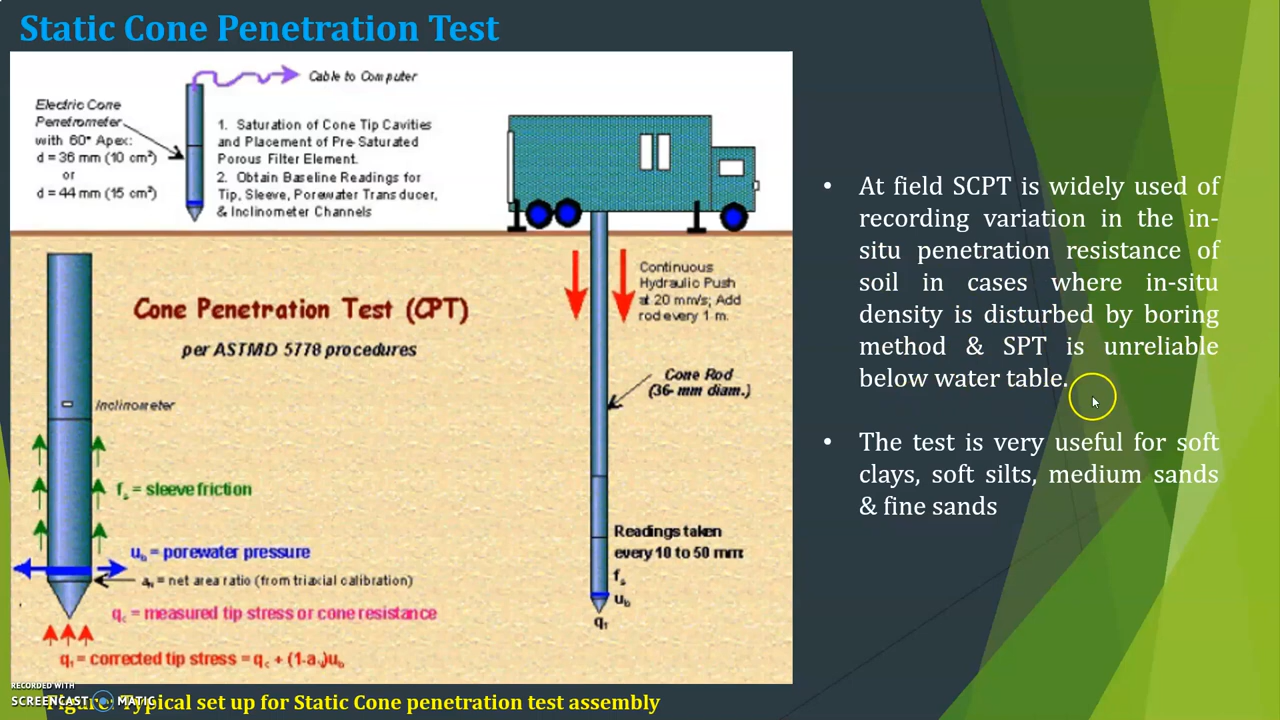 Static Cone Penetration Test
Cable to Computer
Electric Cone
Penetrometer
with 60° Apex:
d = 36 mm (10 cm²)
or
d = 44 mm (15 cm²)
1. Saturation of Cone Tip Cavities
and Placement of Pre-Saturated
Porous Filter Element.
2. Obtain Baseline Readings for
Tip, Sleeve, Porewater Transducer,
& Inclinometer Channels
Continuous
Hydraulic Push
at 20 mm/s; Add
rod every 1 m.
Cone Penetration Test (CPT)
per ASTMD 5778 procedures
Cone Rod
(36-mm diam.)
Inclinometer
fs = sleeve friction
ub = porewater pressure
an = net area ratio (from triaxial calibration)
qc = measured tip stress or cone resistance
qt = corrected tip stress = qc + (1-an)ub
Readings taken
every 10 to 50 mm:
fs
ub
qt
• At field SCPT is widely used of
recording variation in the in-
situ penetration resistance of
soil in cases where in-situ
density is disturbed by boring
method & SPT is unreliable
below water table.
• The test is very useful for soft
clays, soft silts, medium sands
& fine sands
RECORDED WITH
SCREENCAST MATIC
Typical set up for Static Cone penetration test assembly